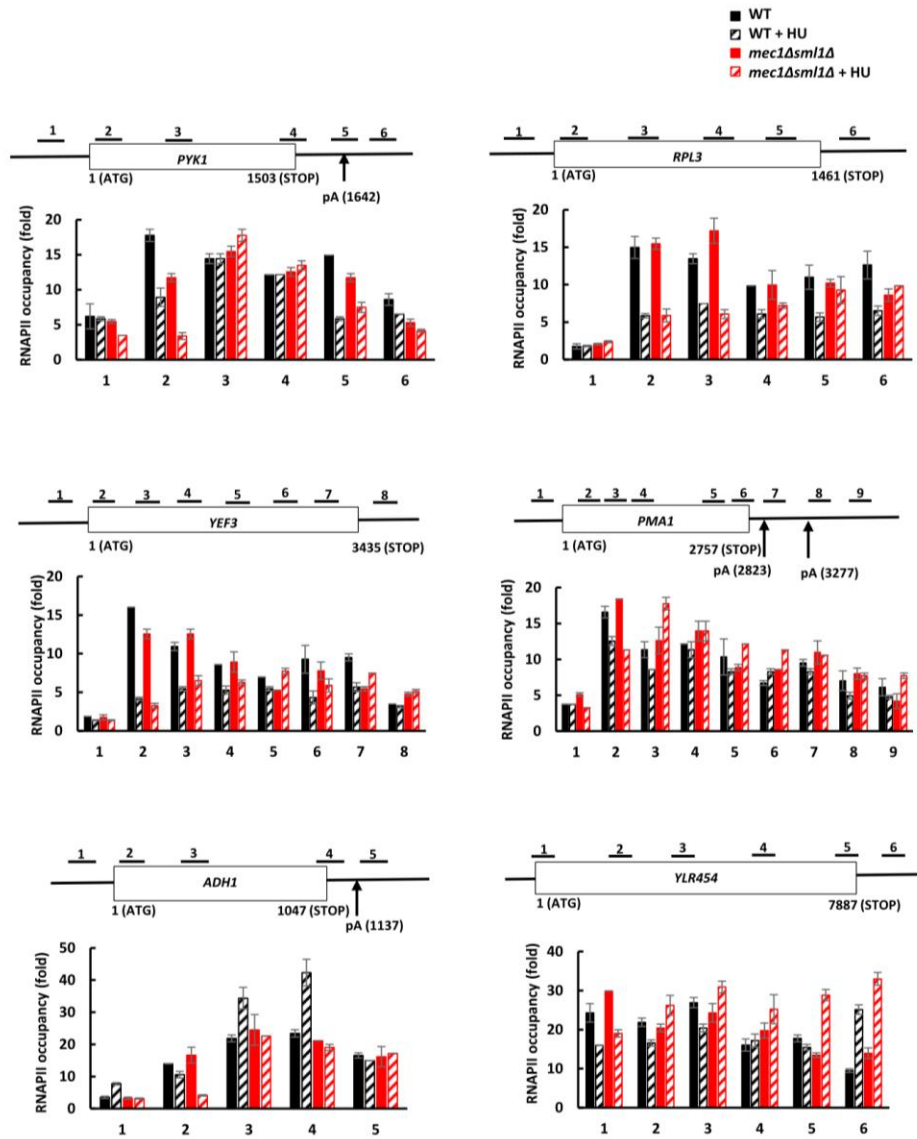 WT
WT + HU
mec1Δsml1Δ
mec1Δsml1Δ + HU
1 2 3 4 5 6
PYK1
1 (ATG) 1503 (STOP)
pA (1642)
RNAPII occupancy (fold)
20
15
10
5
0
1 2 3 4 5 6
1 2 3 4 5 6
RPL3
1 (ATG) 1461 (STOP)
RNAPII occupancy (fold)
20
15
10
5
0
1 2 3 4 5 6
1 2 3 4 5 6 7 8
YEF3
1 (ATG) 3435 (STOP)
RNAPII occupancy (fold)
20
15
10
5
0
1 2 3 4 5 6 7 8
1 2 3 4 5 6 7 8 9
PMA1
1 (ATG) 2757 (STOP)
pA (2823) pA (3277)
RNAPII occupancy (fold)
20
15
10
5
0
1 2 3 4 5 6 7 8 9
1 2 3 4 5
ADH1
1 (ATG) 1047 (STOP)
pA (1137)
RNAPII occupancy (fold)
50
40
30
20
10
0
1 2 3 4 5
1 2 3 4 5 6
YLR454
1 (ATG) 7887 (STOP)
RNAPII occupancy (fold)
30
20
10
0
1 2 3 4 5 6